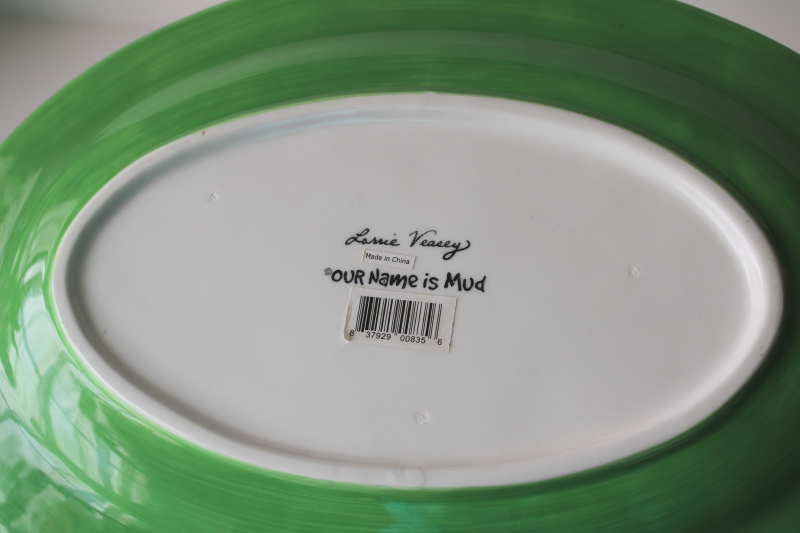 Lorrie Veasey
Made in China
©OUR Name is Mud
8 37929 00835 6